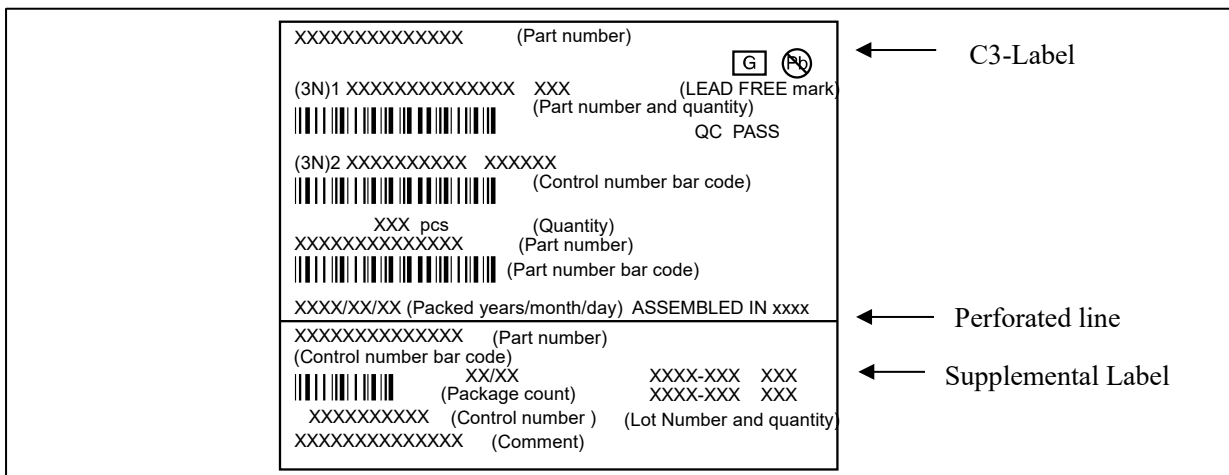 XXXXXXXXXXXXXX (Part number)
C3-Label
G Pb
(3N)1 XXXXXXXXXXXXXX XXX (LEAD FREE mark)
(Part number and quantity)
QC PASS
(3N)2 XXXXXXXXXX XXXXXX
(Control number bar code)
XXX pcs (Quantity)
XXXXXXXXXXXXXX (Part number)
(Part number bar code)
XXXX/XX/XX (Packed years/month/day) ASSEMBLED IN xxxx
Perforated line
XXXXXXXXXXXXXX (Part number)
(Control number bar code)
XX/XX XXXX-XXX XXX
Supplemental Label
(Package count) XXXX-XXX XXX
XXXXXXXXXX (Control number ) (Lot Number and quantity)
XXXXXXXXXXXXXX (Comment)